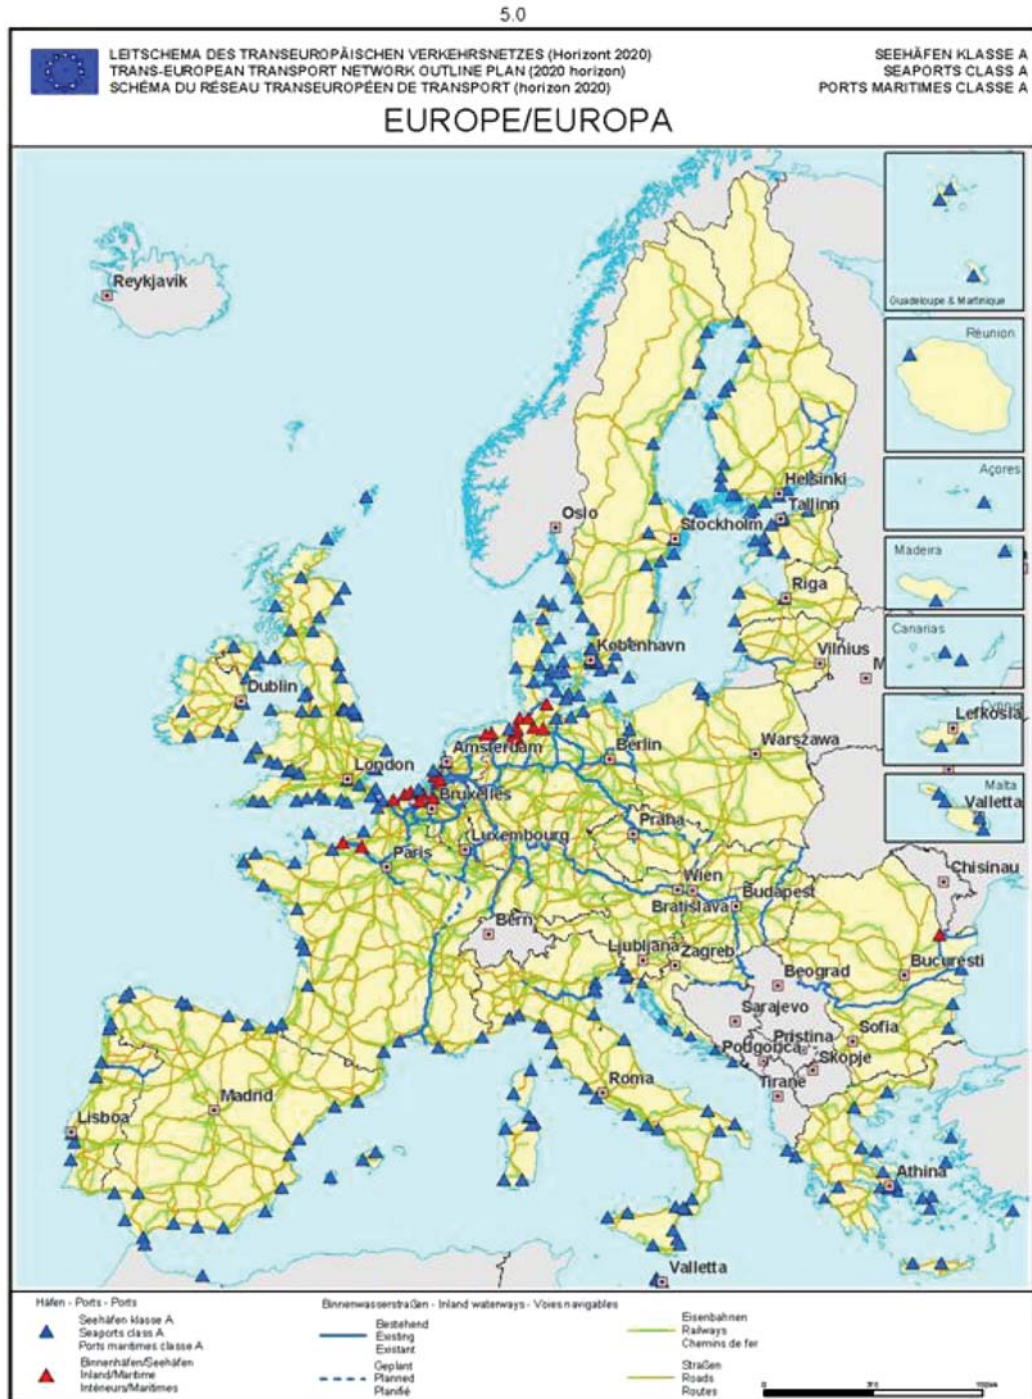 5.0
LEITSCHEMA DES TRANSEUROPÄISCHEN VERKEHRSNETZES (Horizont 2020)
TRANS-EUROPEAN TRANSPORT NETWORK OUTLINE PLAN (2020 horizon)
SCHÉMA DU RÉSEAU TRANSEUROPÉEN DE TRANSPORT (horizon 2020)
SEEHÄFEN KLASSE A
SEAPORTS CLASS A
PORTS MARITIMES CLASSE A
EUROPE/EUROPA
Reykjavík
Guadeloupe & Martinique
Réunion
Açores
Madeira
Canarias
Lefkosia
Malta
Valletta
Helsinki
Tallinn
Oslo
Stockholm
Riga
København
Vilnius
M
Dublin
Amsterdam
Berlin
Warszawa
London
Bruxelles
Praha
Luxembourg
Paris
Wien
Bratislava
Budapest
Chisinau
Bern
Ljubljana
Zagreb
Bucuresti
Beograd
Sarajevo
Pristina
Sofia
Podgorica
Skopje
Tirane
Roma
Madrid
Lisboa
Athina
Valletta
Häfen - Ports - Ports
Seehäfen klasse A
Seaports class A
Ports maritimes classe A
Binnenhäfen/Seehäfen
Inland/Maritime
Intérieurs/Maritimes
Binnenwasserstraßen - Inland waterways - Voies navigables
Bestehend
Existing
Existant
Geplant
Planned
Planifié
Eisenbahnen
Railways
Chemins de fer
Straßen
Roads
Routes
0